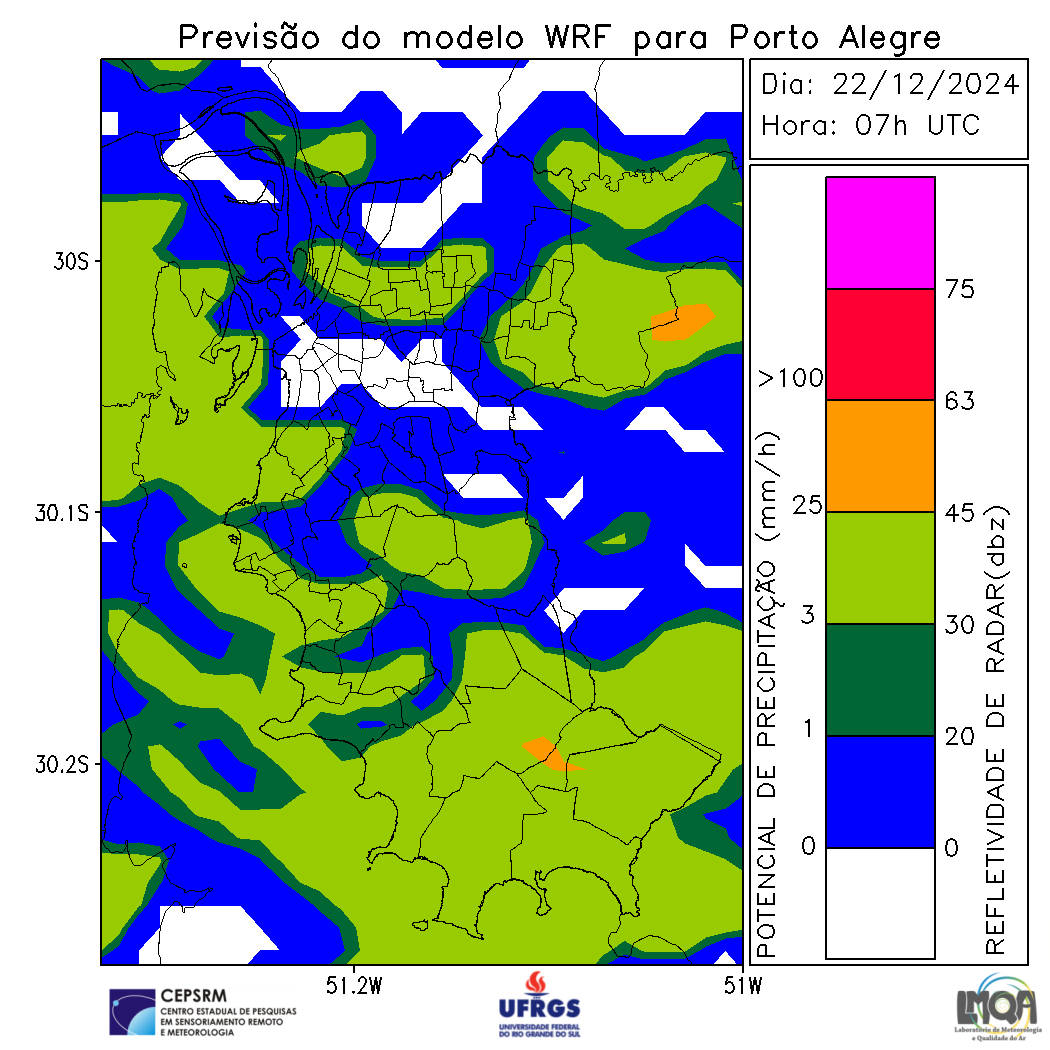 Previsão do modelo WRF para Porto Alegre
Dia: 22/12/2024
Hora: 07h UTC
30S
30.1S
30.2S
51.2W
51W
POTENCIAL DE PRECIPITAÇÃO (mm/h)
>100
25
3
1
0
75
63
45
30
20
0
REFLETIVIDADE DE RADAR(dbz)
CEPSRM
CENTRO ESTADUAL DE PESQUISAS
EM SENSORIAMENTO REMOTO
E METEOROLOGIA
UFRGS
UNIVERSIDADE FEDERAL
DO RIO GRANDE DO SUL
LMQA
Laboratório de Meteorologia
e Qualidade do Ar